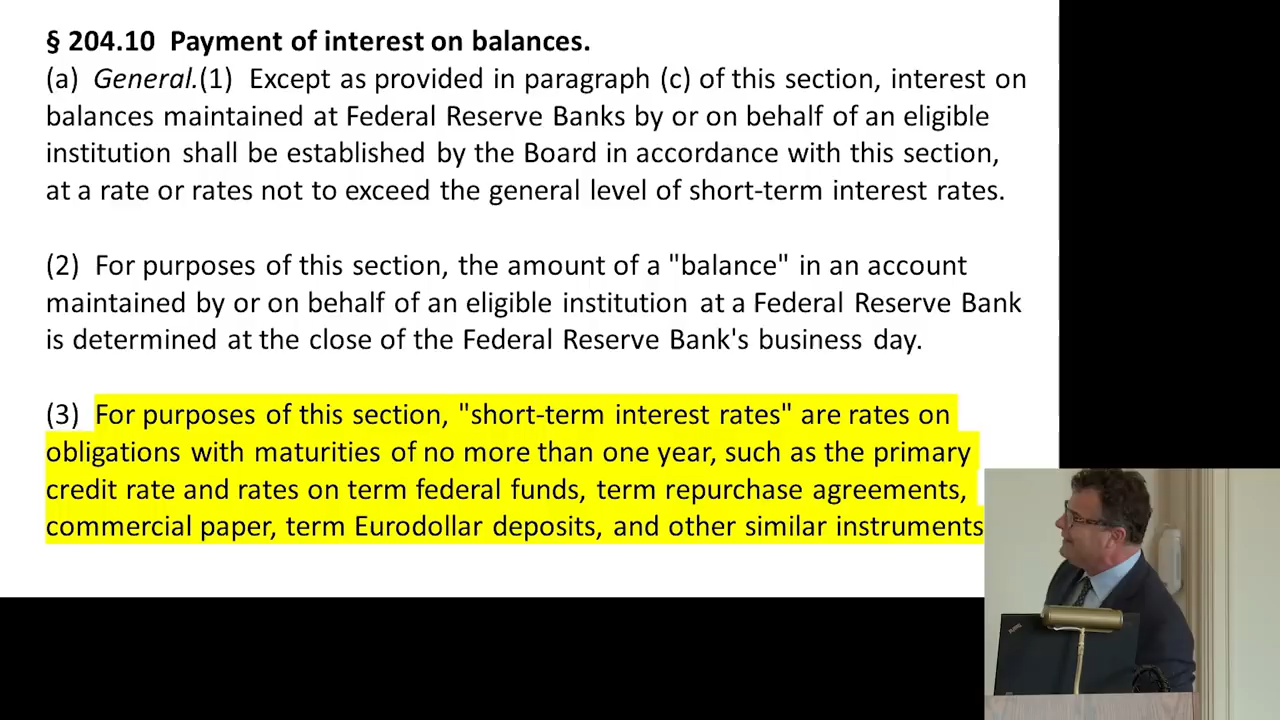 § 204.10 Payment of interest on balances.
(a) General.(1) Except as provided in paragraph (c) of this section, interest on
balances maintained at Federal Reserve Banks by or on behalf of an eligible
institution shall be established by the Board in accordance with this section,
at a rate or rates not to exceed the general level of short-term interest rates.
(2) For purposes of this section, the amount of a "balance" in an account
maintained by or on behalf of an eligible institution at a Federal Reserve Bank
is determined at the close of the Federal Reserve Bank's business day.
(3) For purposes of this section, "short-term interest rates" are rates on
obligations with maturities of no more than one year, such as the primary
credit rate and rates on term federal funds, term repurchase agreements,
commercial paper, term Eurodollar deposits, and other similar instruments